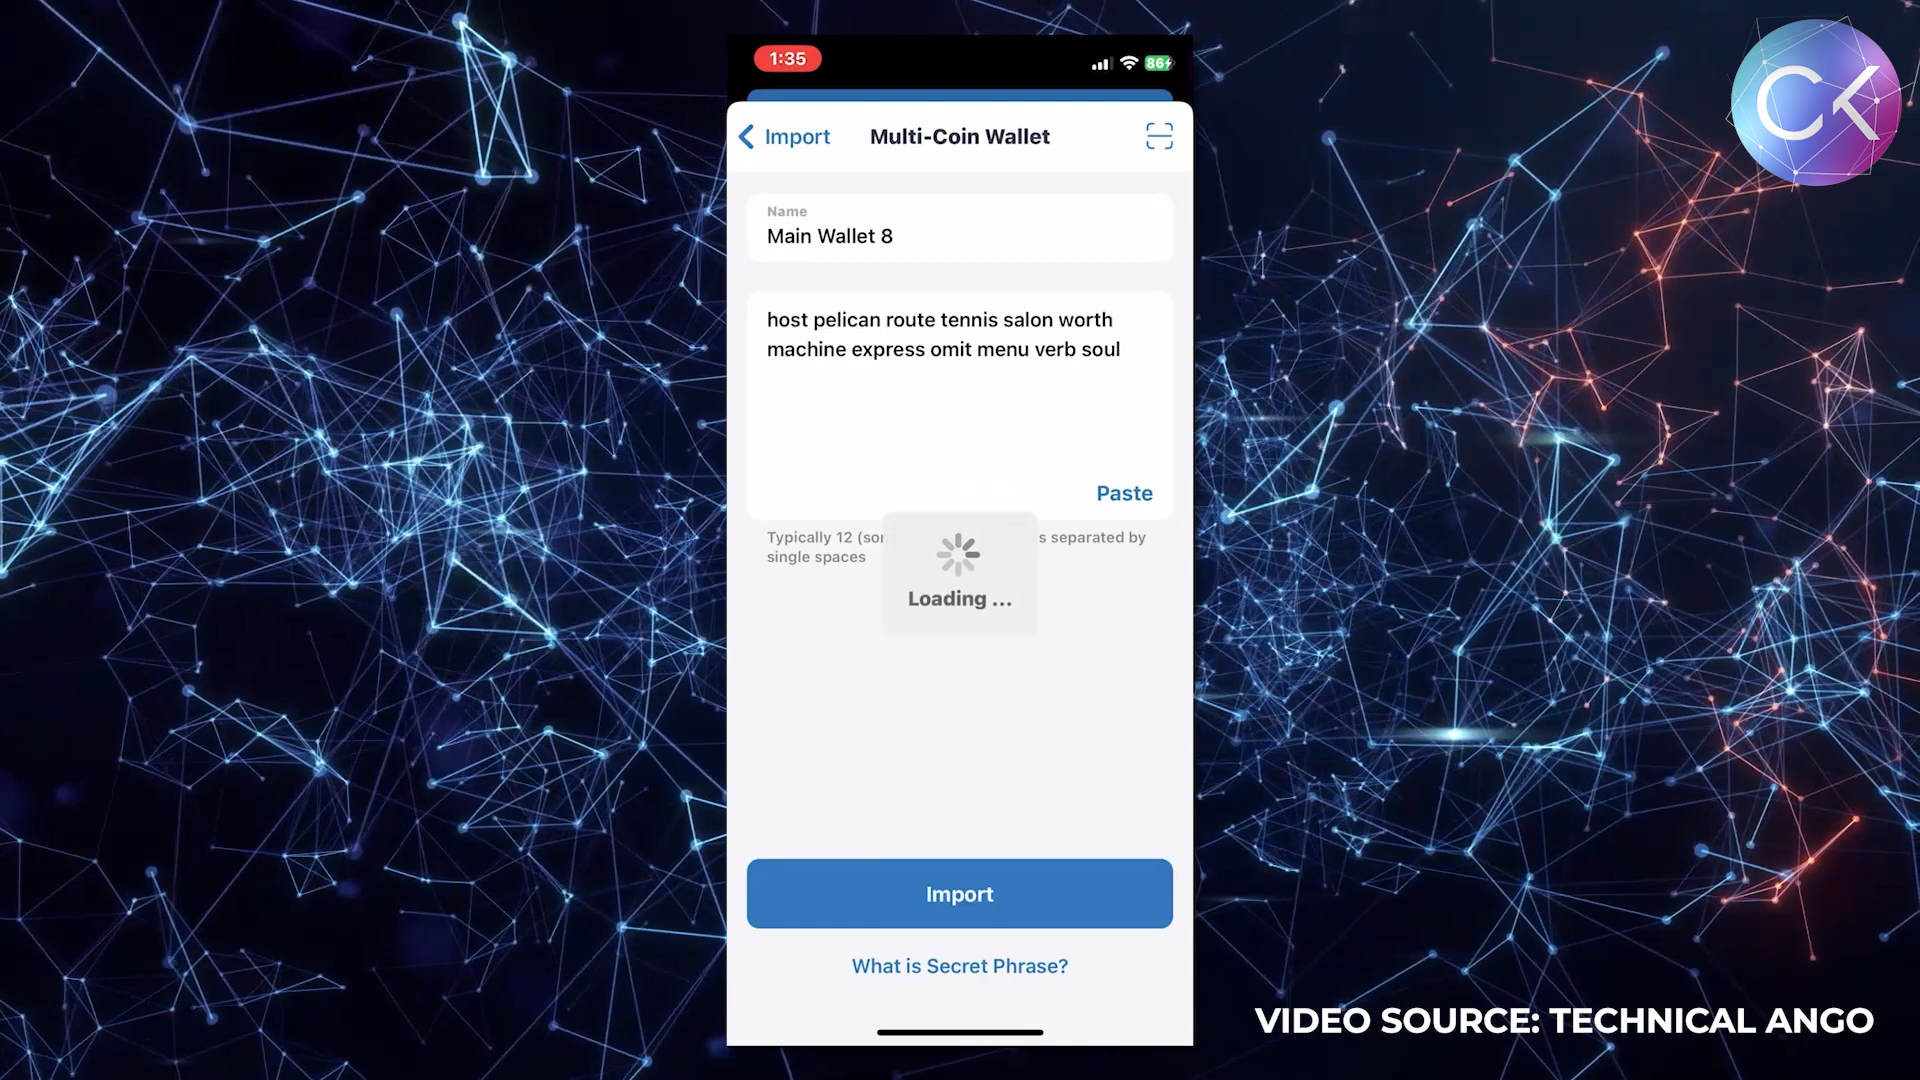 CK
1:35
86
Import
Multi-Coin Wallet
Name
Main Wallet 8
host pelican route tennis salon worth
machine express omit menu verb soul
Paste
Typically 12 s separated by
single spaces
Loading ...
Import
What is Secret Phrase?
VIDEO SOURCE: TECHNICAL ANGO